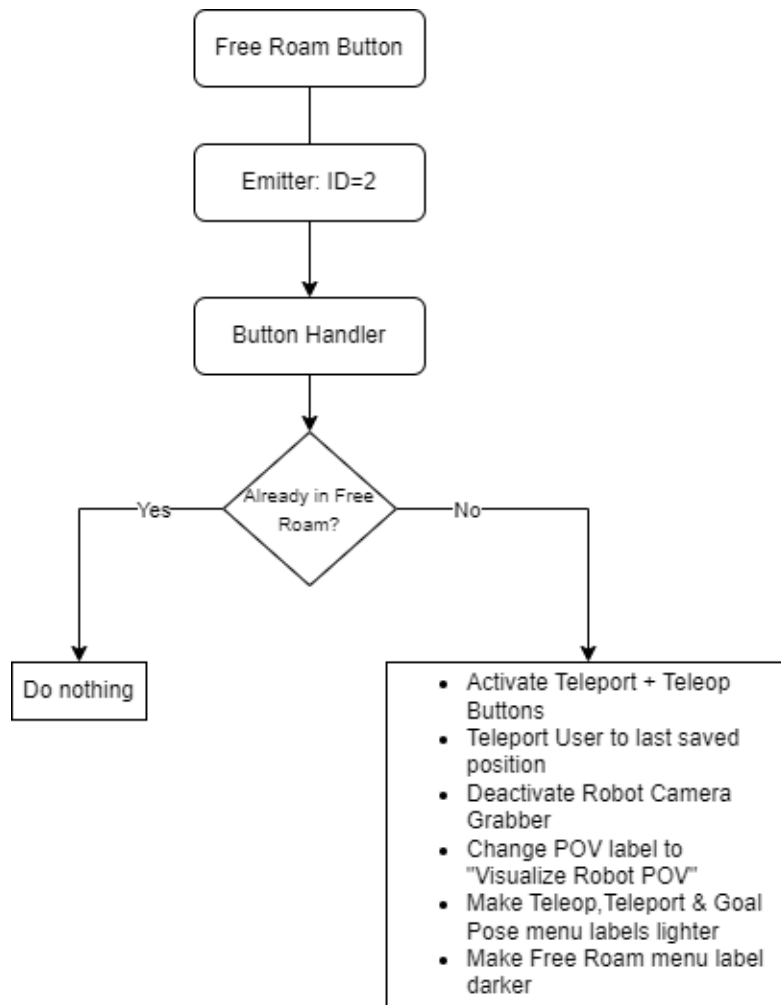 Free Roam Button
Emitter: ID=2
Button Handler
Already in Free
Roam?
Yes
No
Do nothing
• Activate Teleport + Teleop
Buttons
• Teleport User to last saved
position
• Deactivate Robot Camera
Grabber
• Change POV label to
"Visualize Robot POV"
• Make Teleop,Teleport & Goal
Pose menu labels lighter
• Make Free Roam menu label
darker